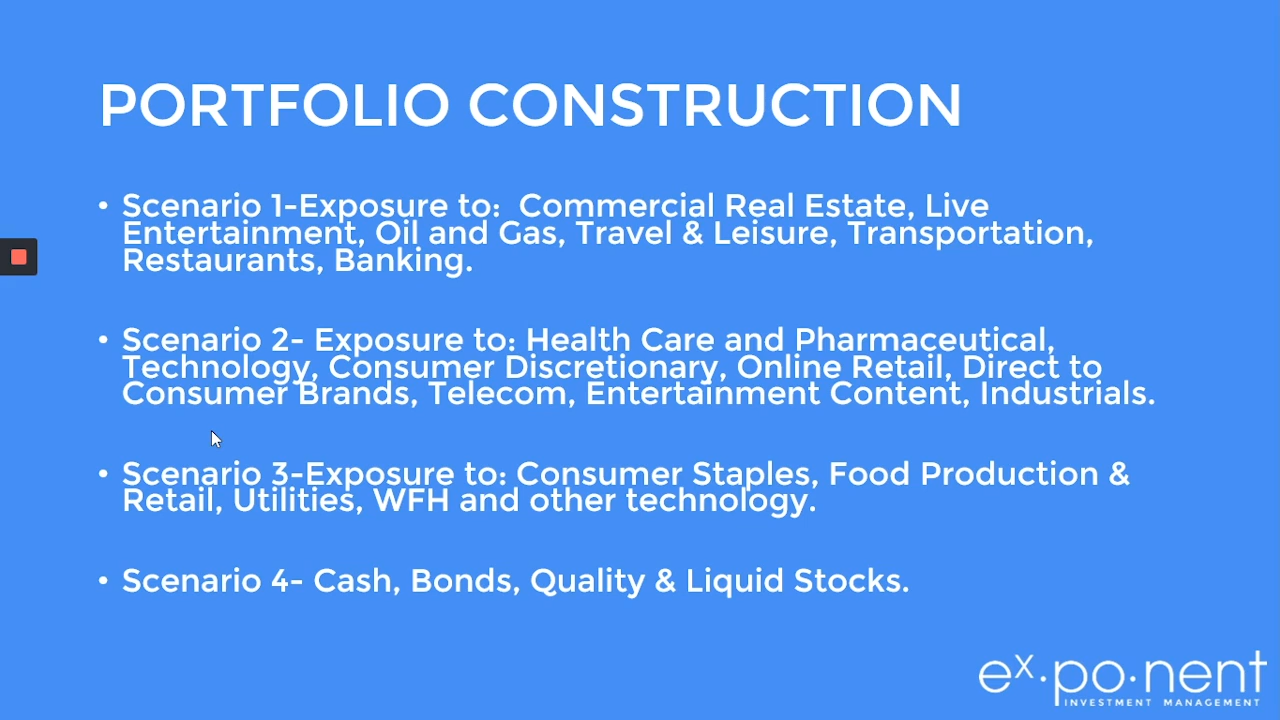 PORTFOLIO CONSTRUCTION
• Scenario 1-Exposure to:  Commercial Real Estate, Live
Entertainment, Oil and Gas, Travel & Leisure, Transportation,
Restaurants, Banking.
• Scenario 2- Exposure to: Health Care and Pharmaceutical,
Technology, Consumer Discretionary, Online Retail, Direct to
Consumer Brands, Telecom, Entertainment Content, Industrials.
• Scenario 3-Exposure to: Consumer Staples, Food Production &
Retail, Utilities, WFH and other technology.
• Scenario 4- Cash, Bonds, Quality & Liquid Stocks.
ex·po·nent
INVESTMENT MANAGEMENT